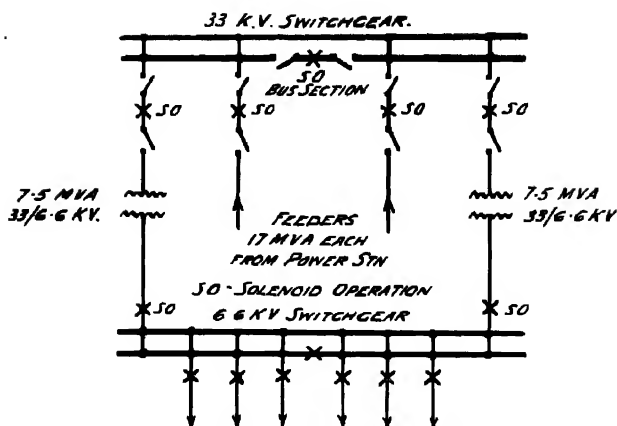 33 K.V. SWITCHGEAR.
SO
BUS SECTION
SO
SO
SO
SO
7·5 MVA
33/6·6 KV.
7·5 MVA
33/6·6 KV
FEEDERS
17 MVA EACH
FROM POWER STN
SO - SOLENOID OPERATION
6 6 KV SWITCHGEAR
SO
SO